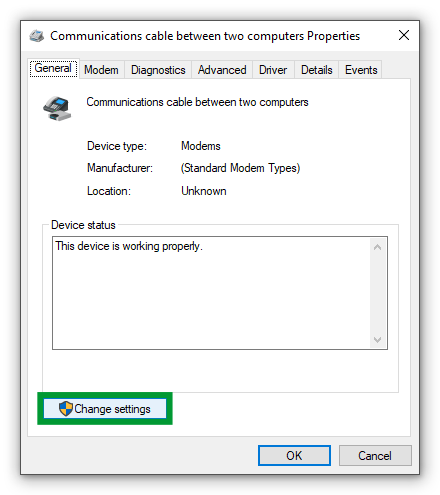 Communications cable between two computers Properties
General Modem Diagnostics Advanced Driver Details Events
Communications cable between two computers
Device type: Modems
Manufacturer: (Standard Modem Types)
Location: Unknown
Device status
This device is working properly.
Change settings
OK Cancel